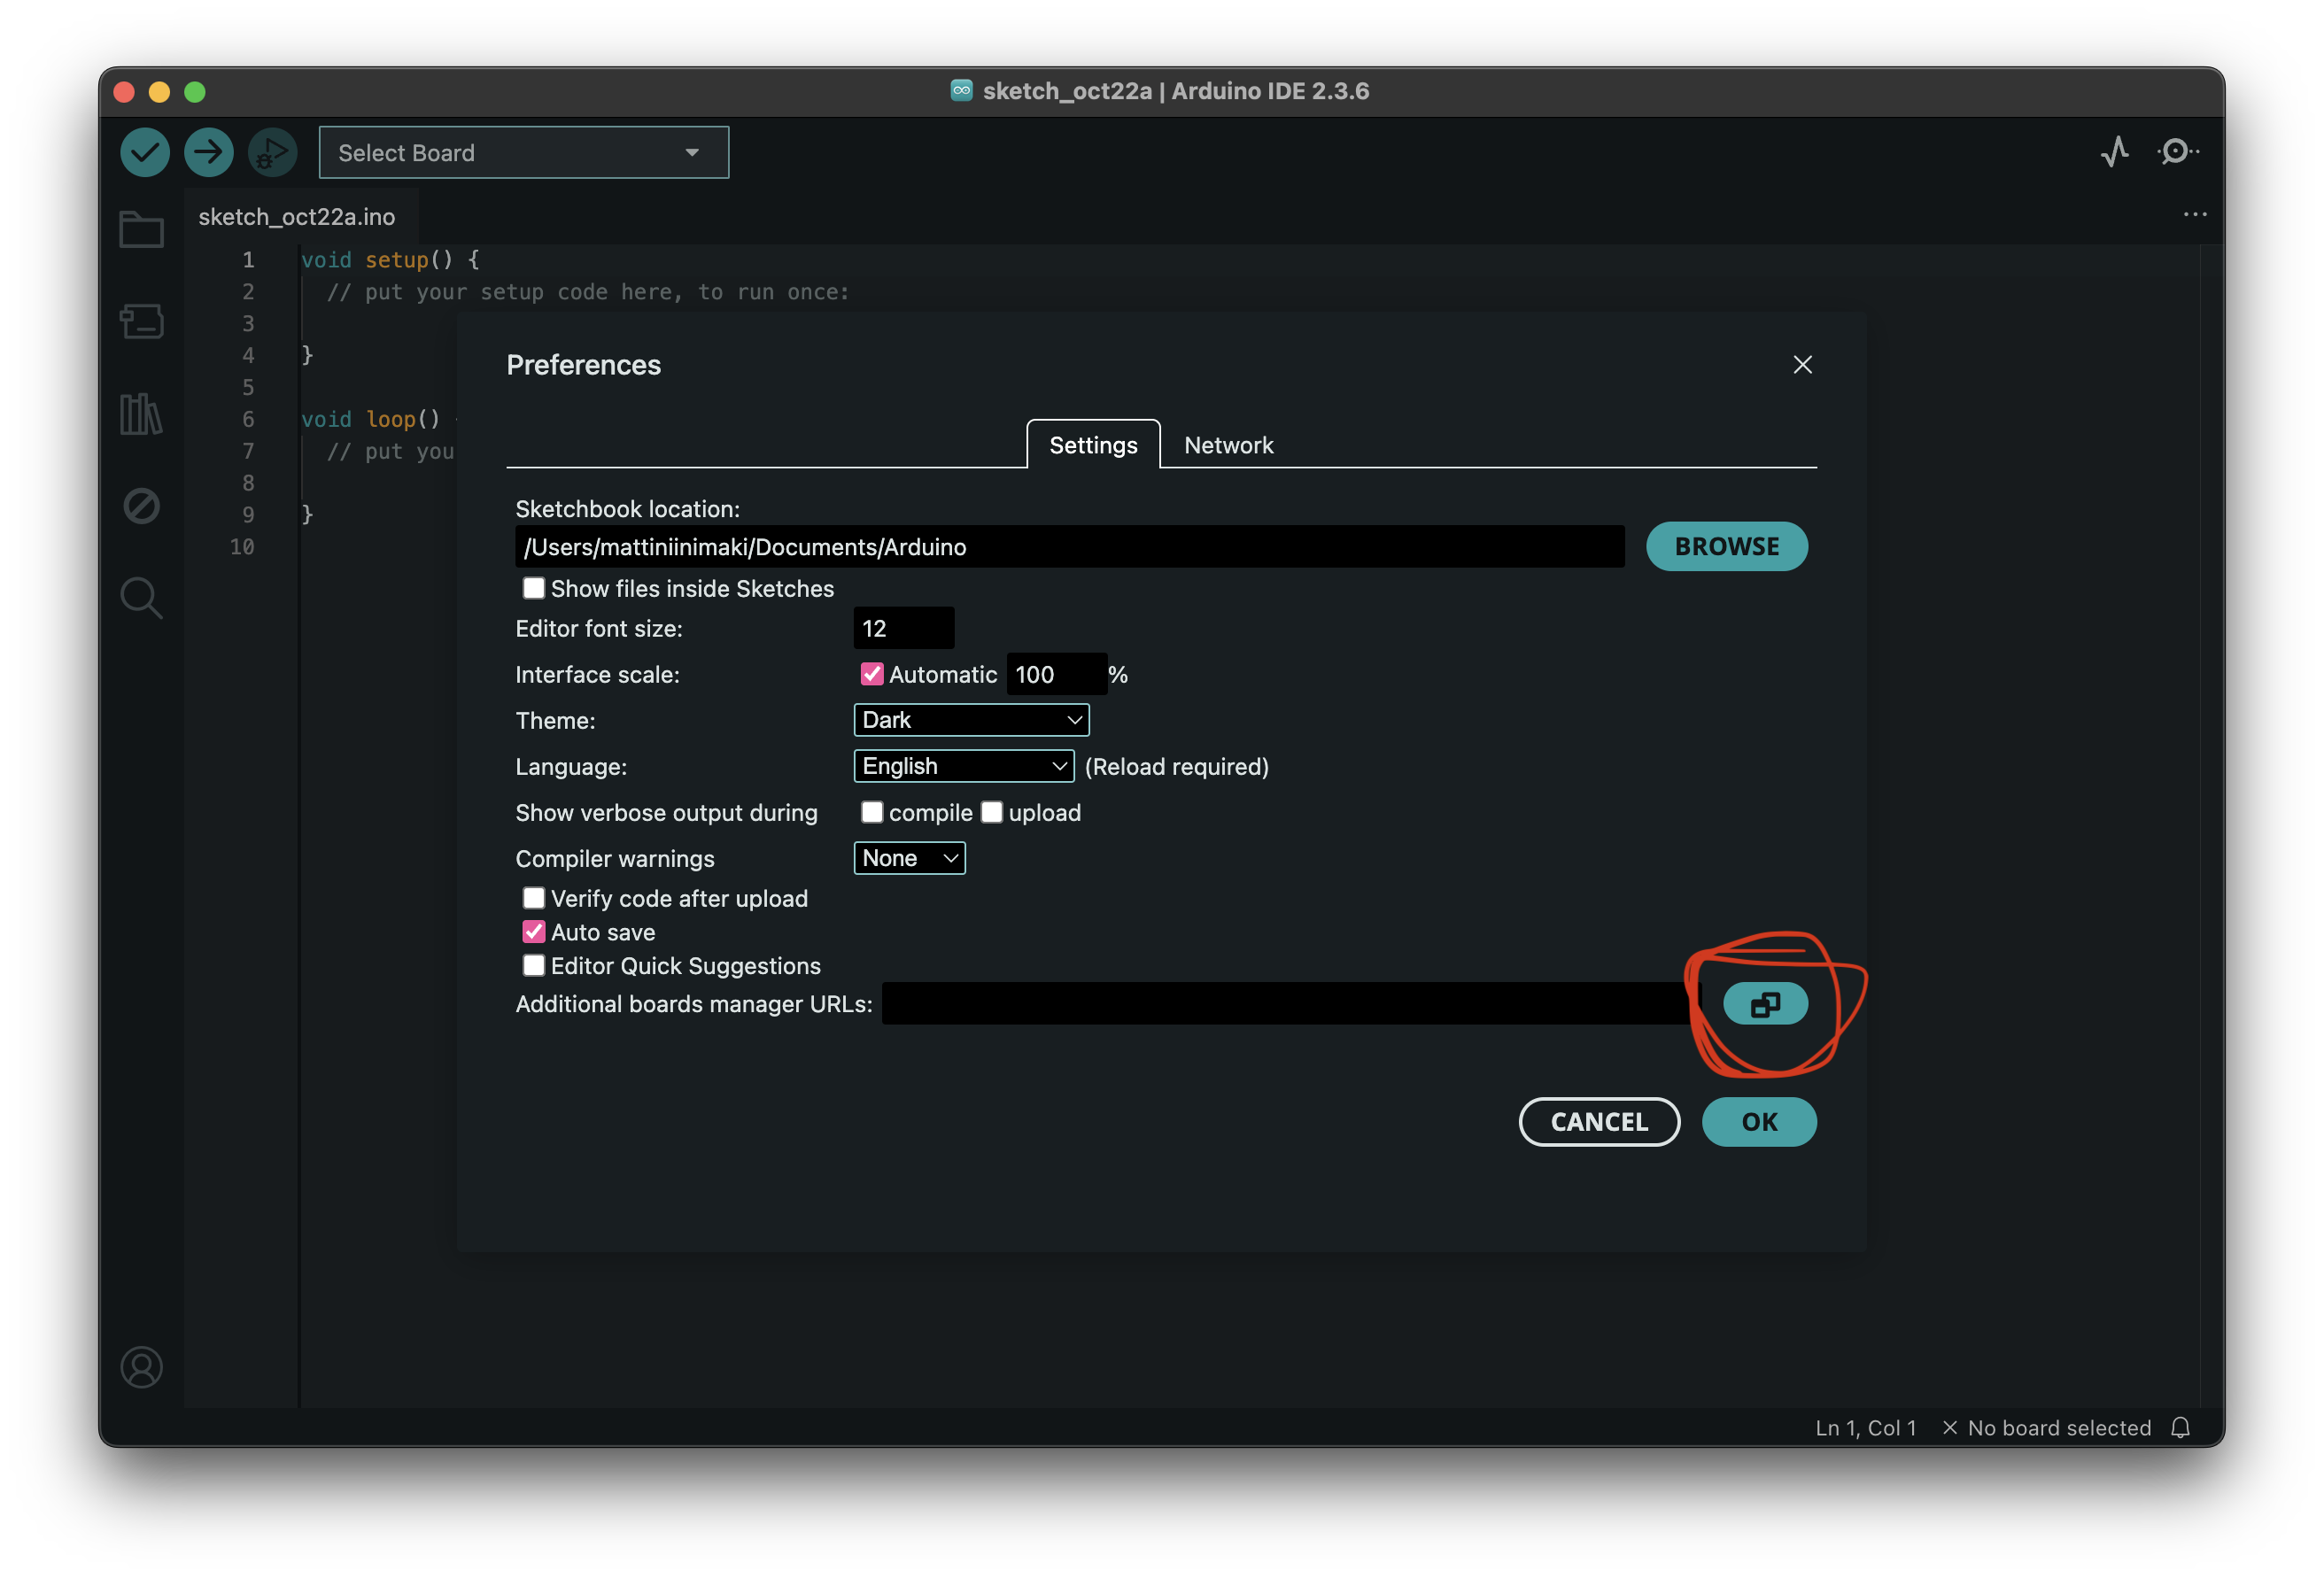 sketch_oct22a | Arduino IDE 2.3.6
Select Board
sketch_oct22a.ino
1 void setup() {
2 // put your setup code here, to run once:
3
4 }
5
6 void loop()
7 // put you
8
9 }
10
Preferences
Settings Network
Sketchbook location:
/Users/mattiniinimaki/Documents/Arduino BROWSE
Show files inside Sketches
Editor font size: 12
Interface scale: Automatic 100 %
Theme: Dark
Language: English (Reload required)
Show verbose output during compile upload
Compiler warnings None
Verify code after upload
Auto save
Editor Quick Suggestions
Additional boards manager URLs:
CANCEL OK
Ln 1, Col 1 No board selected